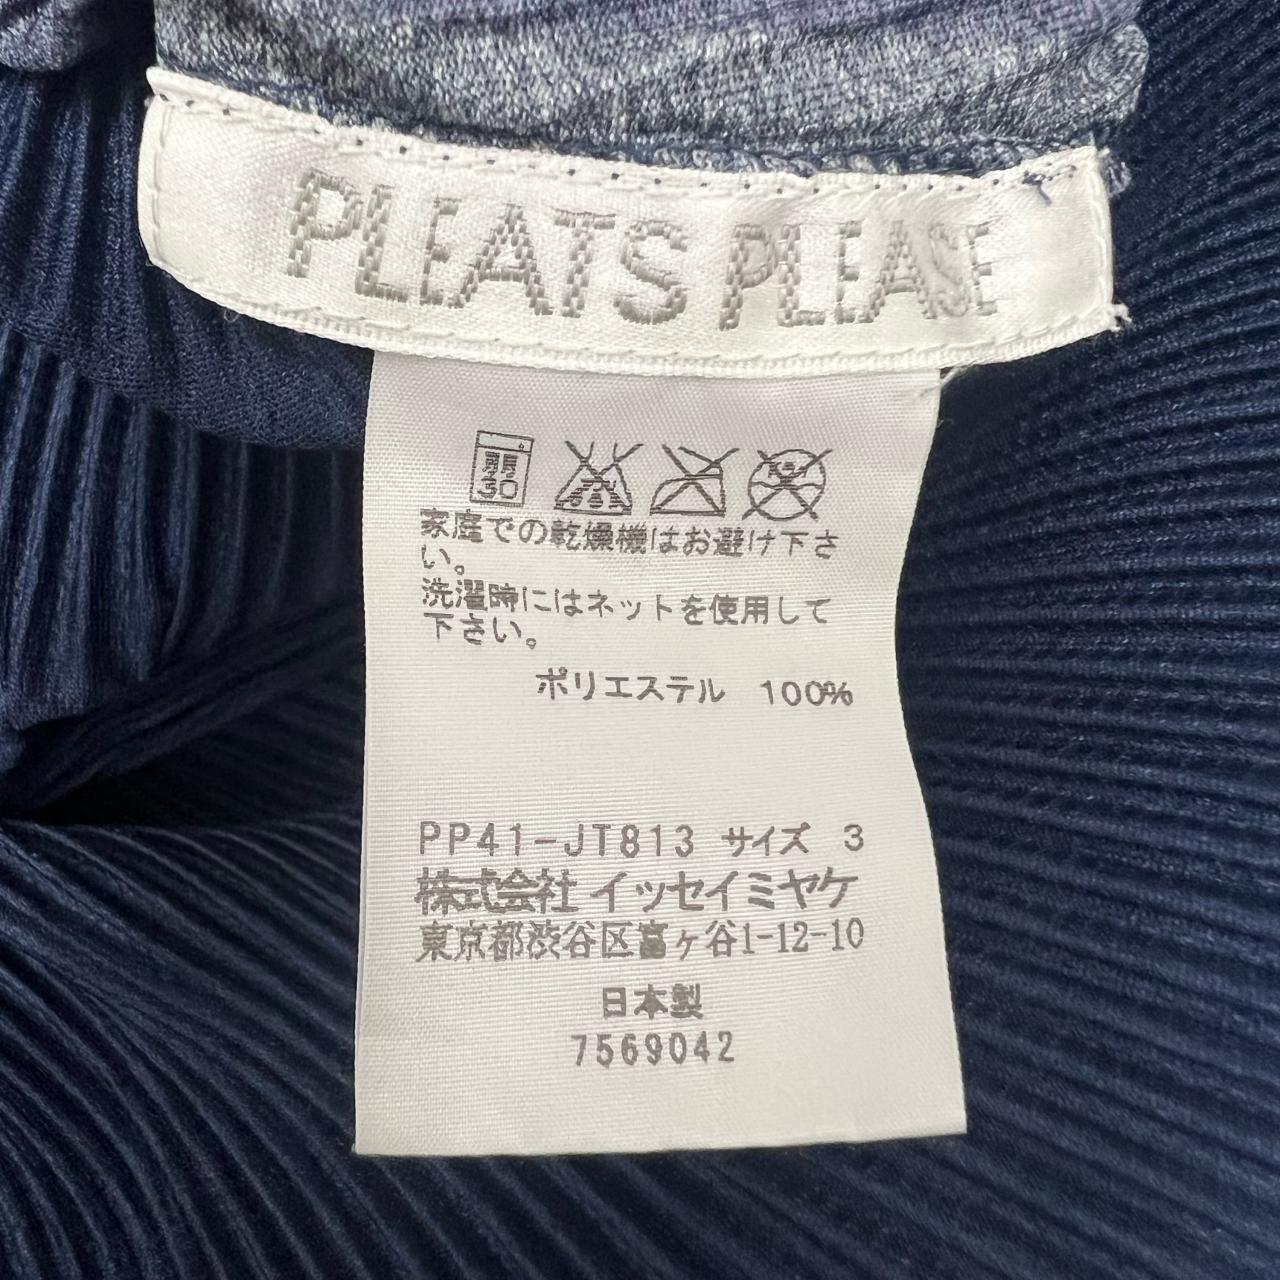 PLEATS PLEASE
弱
30
家庭での乾燥機はお避け下さ
い。
洗濯時にはネットを使用して
下さい。
ポリエステル 100%
PP41-JT813 サイズ 3
株式会社 イッセイミヤケ
東京都渋谷区富ヶ谷1-12-10
日本製
7569042